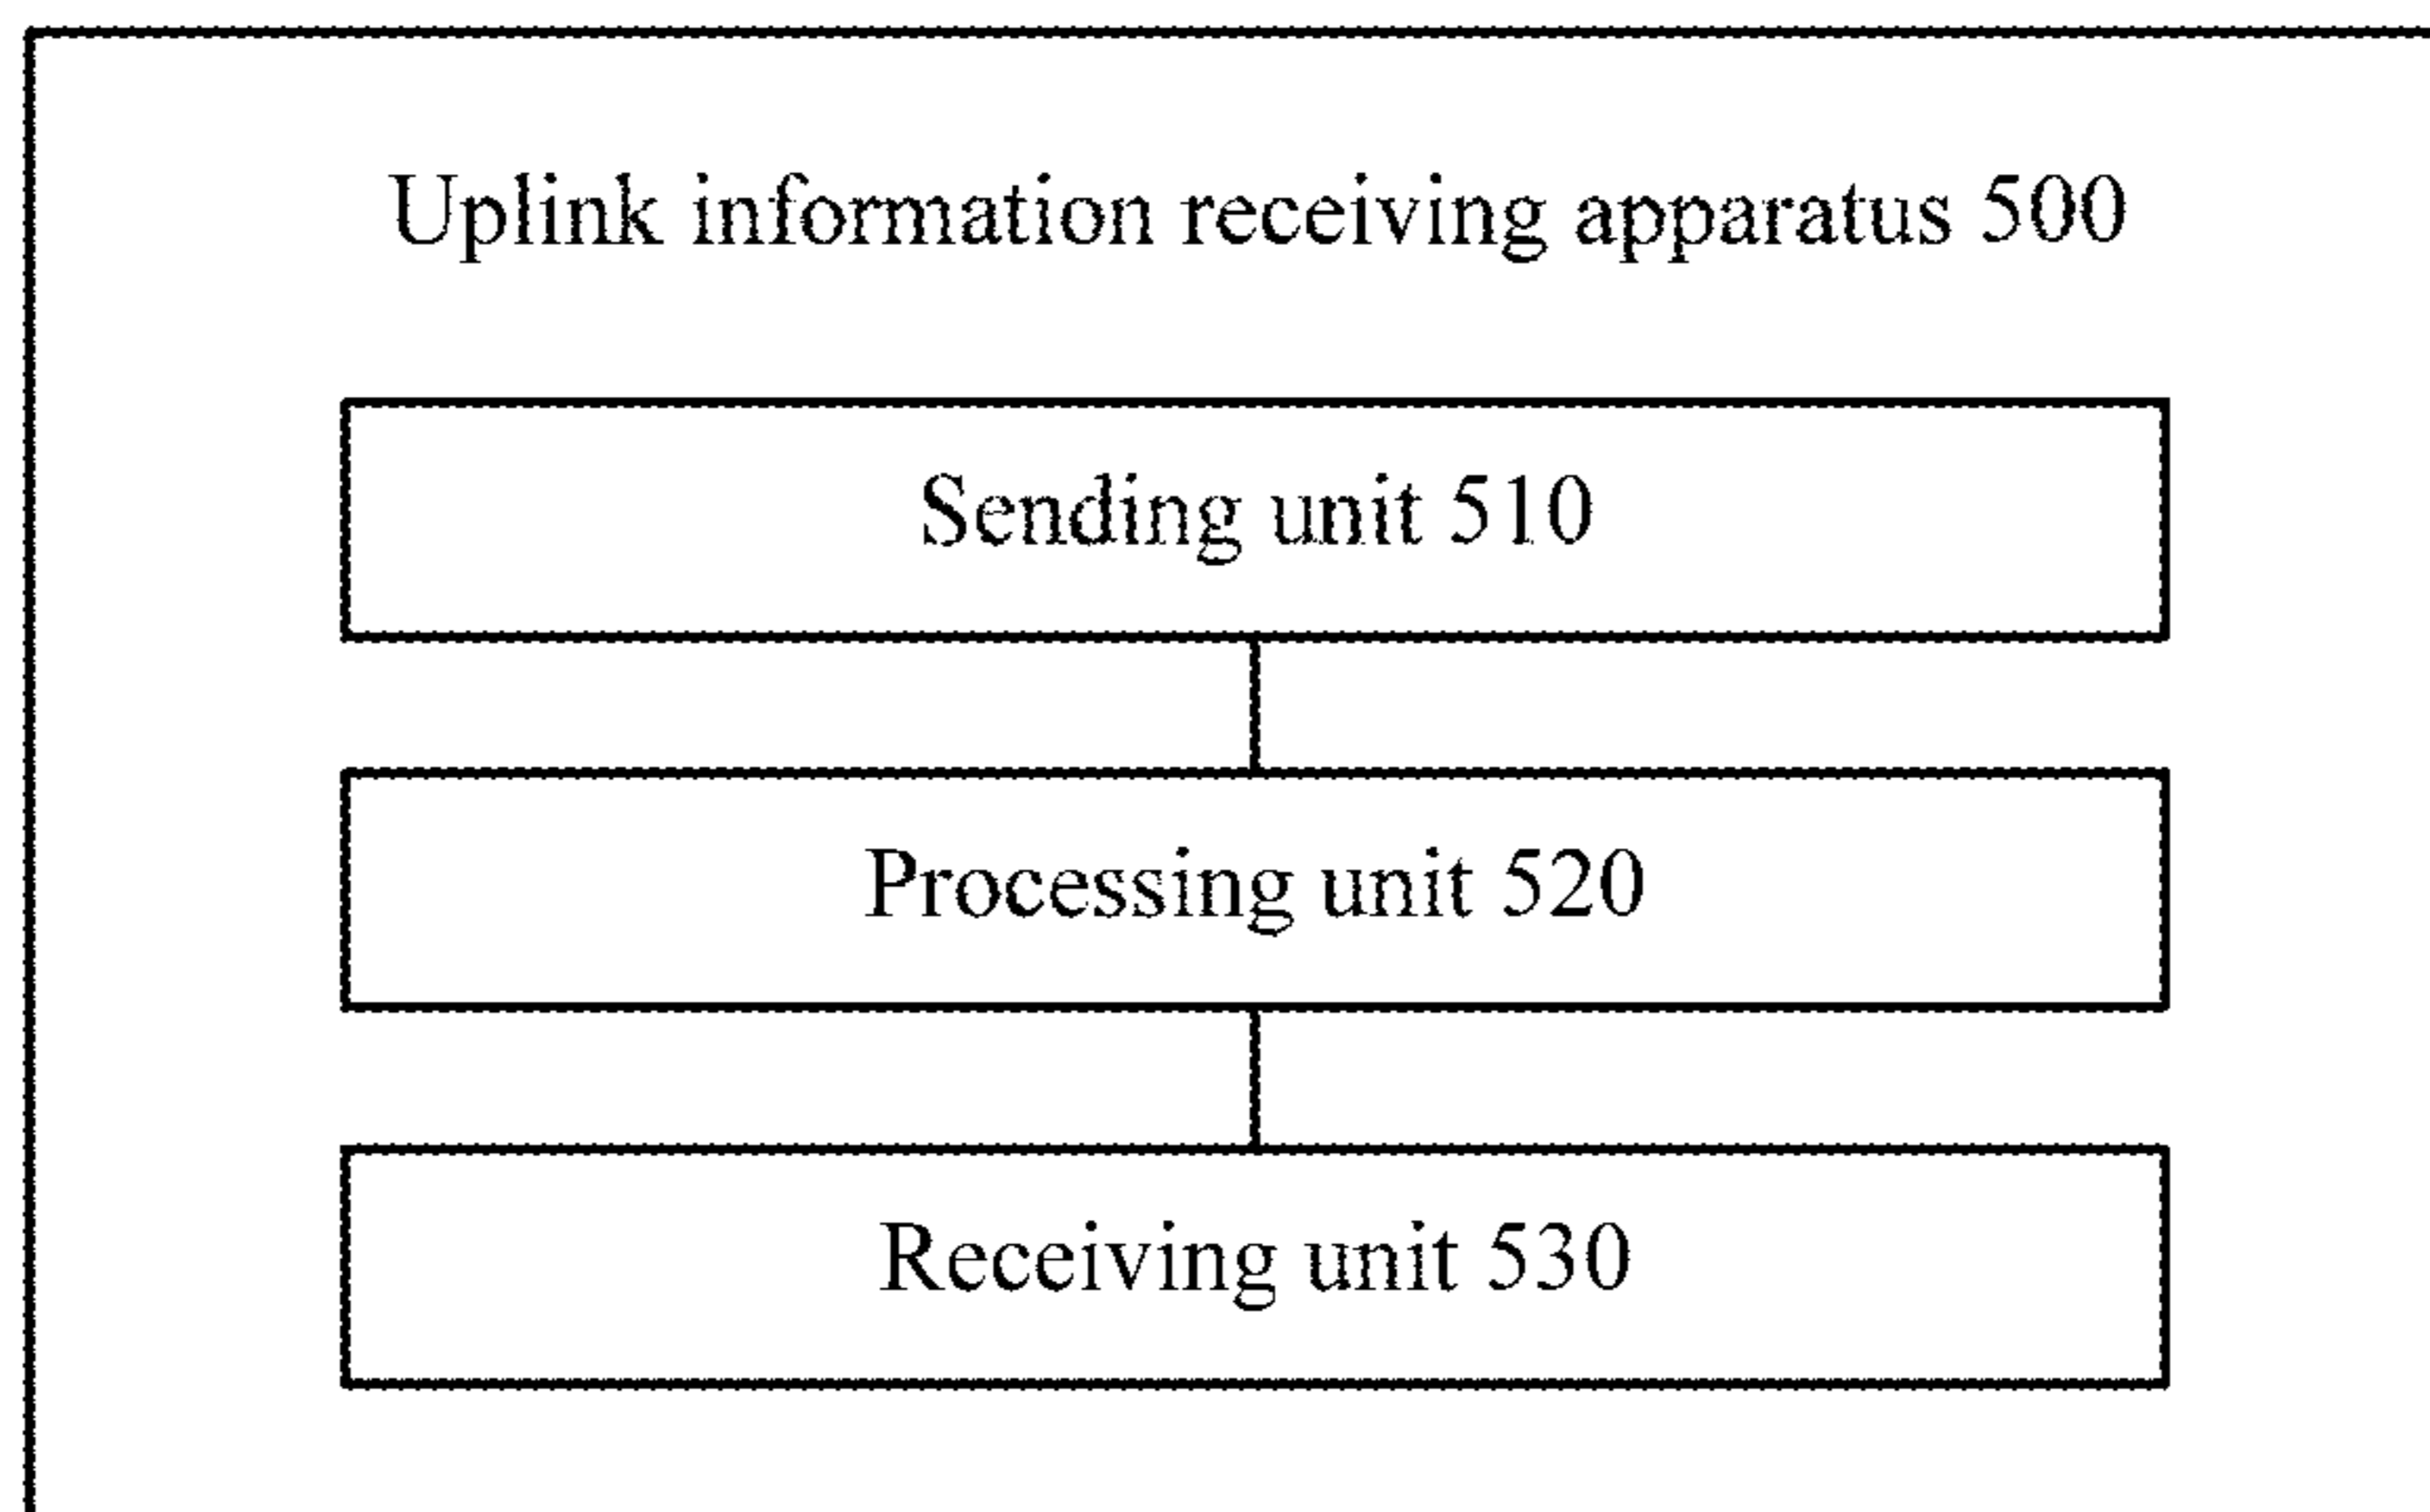 Uplink information receiving apparatus 500
Sending unit 510
Processing unit 520
Receiving unit 530